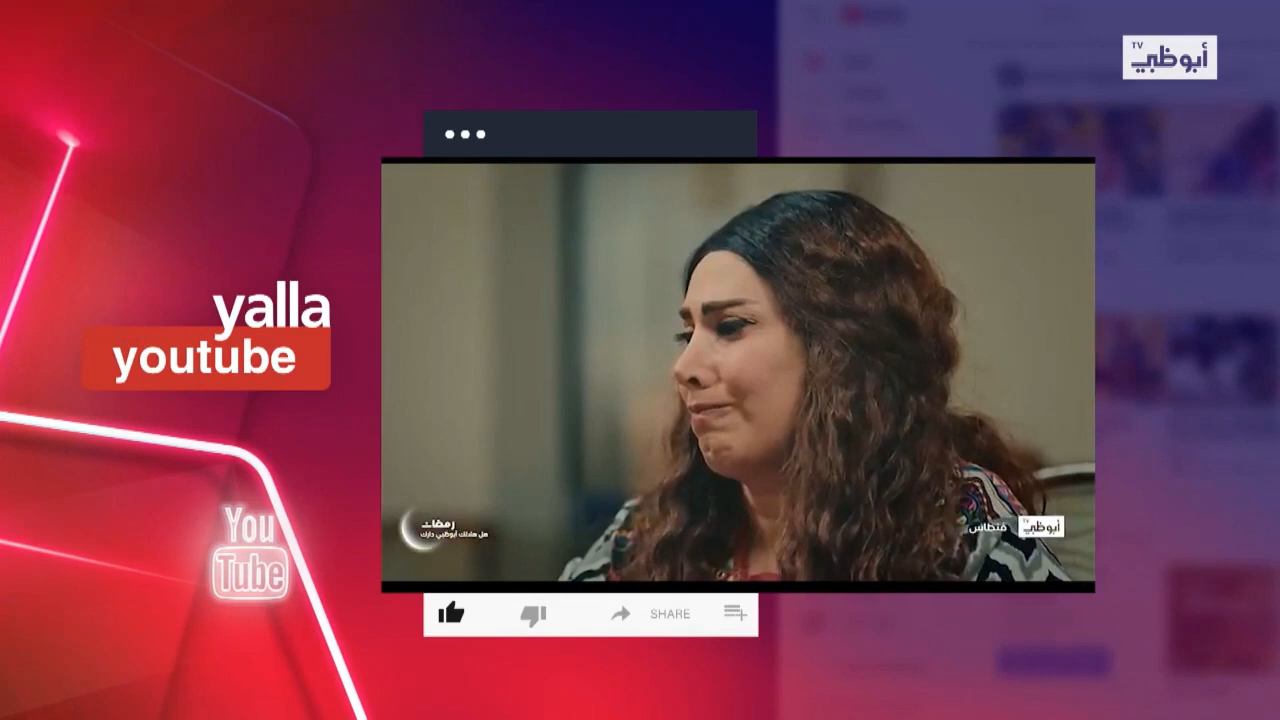 أبوظبي TV
yalla
youtube
You
Tube
رمضان
هل هلالك أبوظبي دارك
فنطاس
أبوظبي TV
SHARE